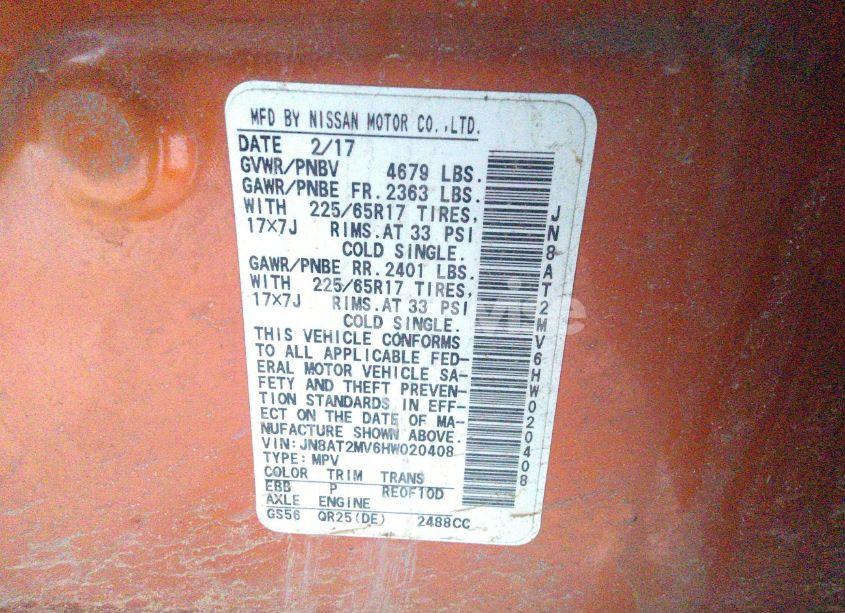 MFD BY NISSAN MOTOR CO.,LTD.
DATE 2/17
GVWR/PNBV 4679 LBS.
GAWR/PNBE FR. 2363 LBS.
WITH 225/65R17 TIRES,
17×7J RIMS. AT 33 PSI
COLD SINGLE.
GAWR/PNBE RR. 2401 LBS.
WITH 225/65R17 TIRES,
17×7J RIMS. AT 33 PSI
COLD SINGLE.
THIS VEHICLE CONFORMS
TO ALL APPLICABLE FED-
ERAL MOTOR VEHICLE SA-
FETY AND THEFT PREVEN-
TION STANDARDS IN EFF-
ECT ON THE DATE OF MA-
NUFACTURE SHOWN ABOVE.
VIN: JN8AT2MV6HW020408
TYPE: MPV
COLOR TRIM TRANS
EBB P RE0F10D
AXLE ENGINE
GS56 QR25(DE) 2488CC
JN8AT2MV6HW020408